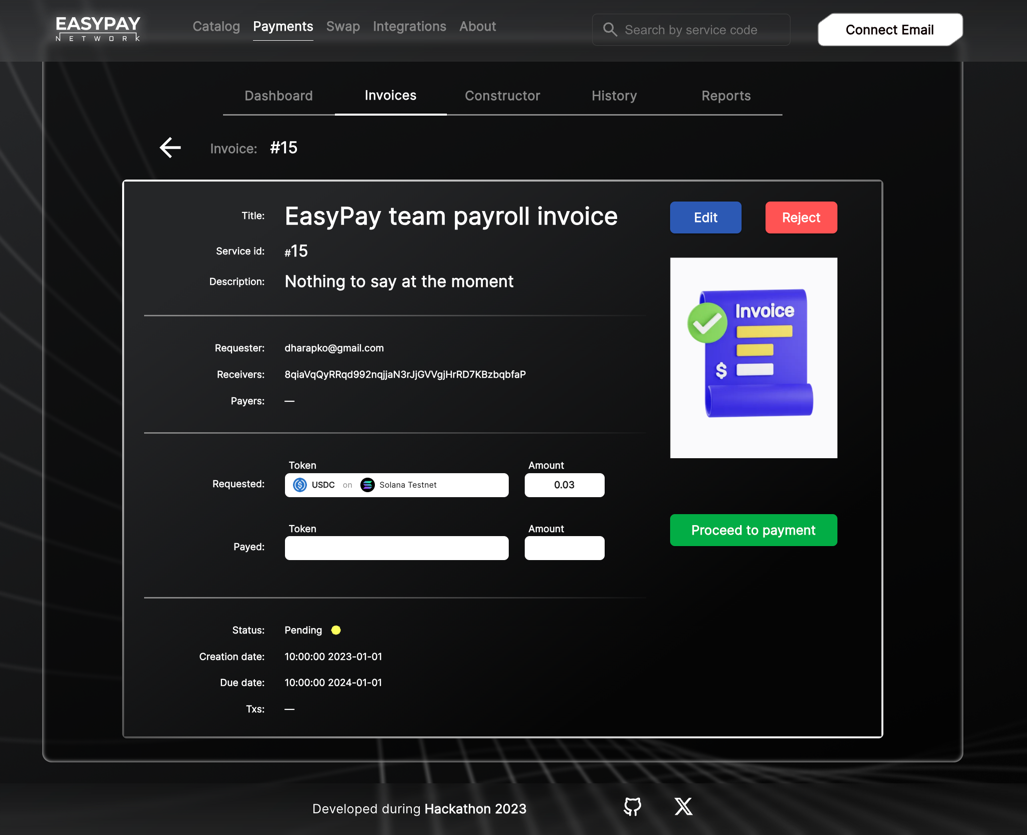 EASYPAY
NETWORK
Catalog Payments Swap Integrations About
Search by service code
Connect Email
Dashboard Invoices Constructor History Reports
Invoice: #15
Title: EasyPay team payroll invoice
Edit Reject
Service id: #15
Description: Nothing to say at the moment
Invoice
$
Requester: dharapko@gmail.com
Receivers: 8qiaVqQyRRqd992nqjjaN3rJjGVVgjHrRD7KBzbqbfaP
Payers: —
Token Amount
Requested: USDC on Solana Testnet 0.03
Token Amount
Payed:
Proceed to payment
Status: Pending
Creation date: 10:00:00 2023-01-01
Due date: 10:00:00 2024-01-01
Txs: —
Developed during Hackathon 2023